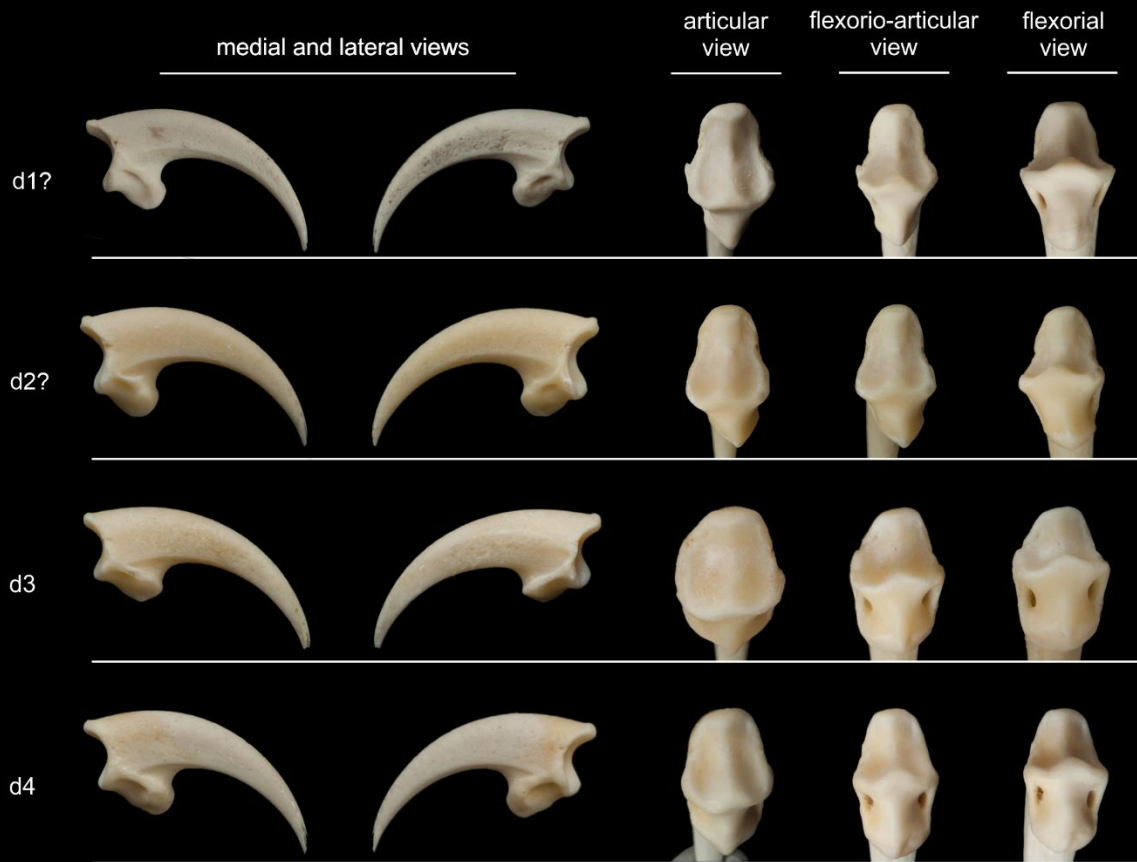 medial and lateral views
articular
view
flexorio-articular
view
flexorial
view
d1?
d2?
d3
d4